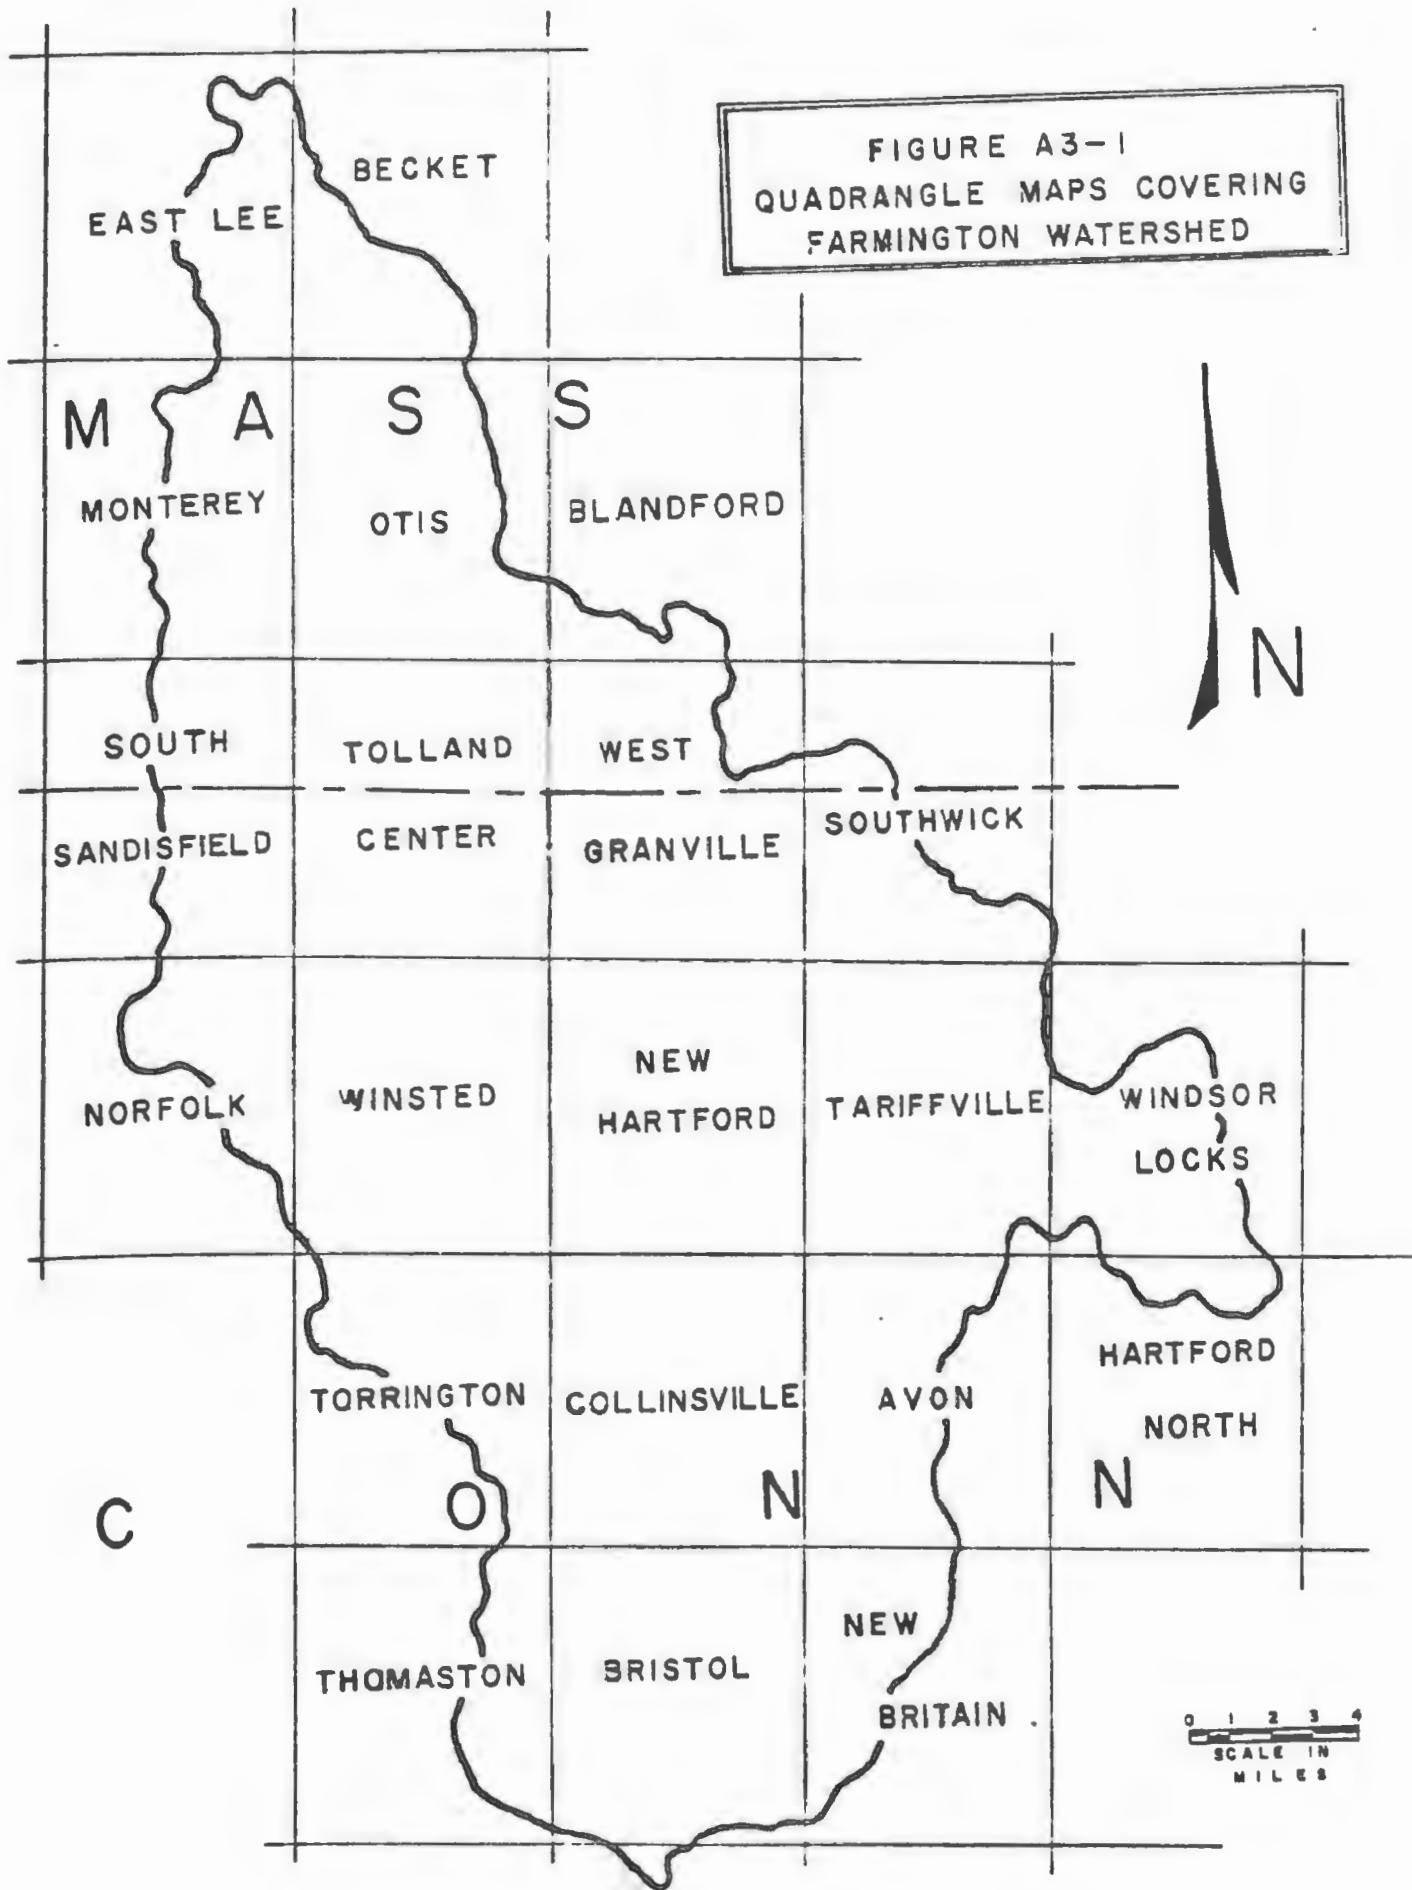 FIGURE A3-1
QUADRANGLE MAPS COVERING
FARMINGTON WATERSHED
BECKET
EAST LEE
M A S S
MONTEREY
OTIS
BLANDFORD
N
SOUTH
SANDISFIELD
TOLLAND
CENTER
WEST
GRANVILLE
SOUTHWICK
NORFOLK
WINSTED
NEW
HARTFORD
TARIFFVILLE
WINDSOR
LOCKS
TORRINGTON
COLLINSVILLE
AVON
HARTFORD
NORTH
C O N N
THOMASTON
BRISTOL
NEW
BRITAIN
0 1 2 3 4
SCALE IN
MILES